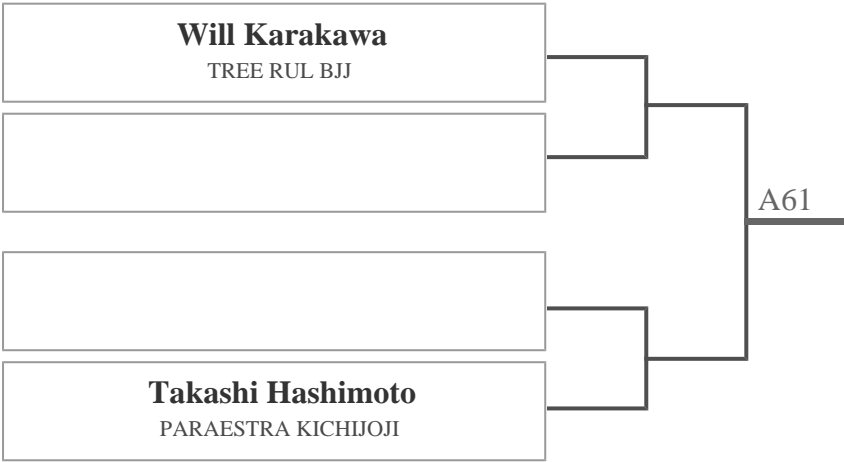 Will Karakawa
TREE RUL BJJ
A61
Takashi Hashimoto
PARAESTRA KICHIJOJI